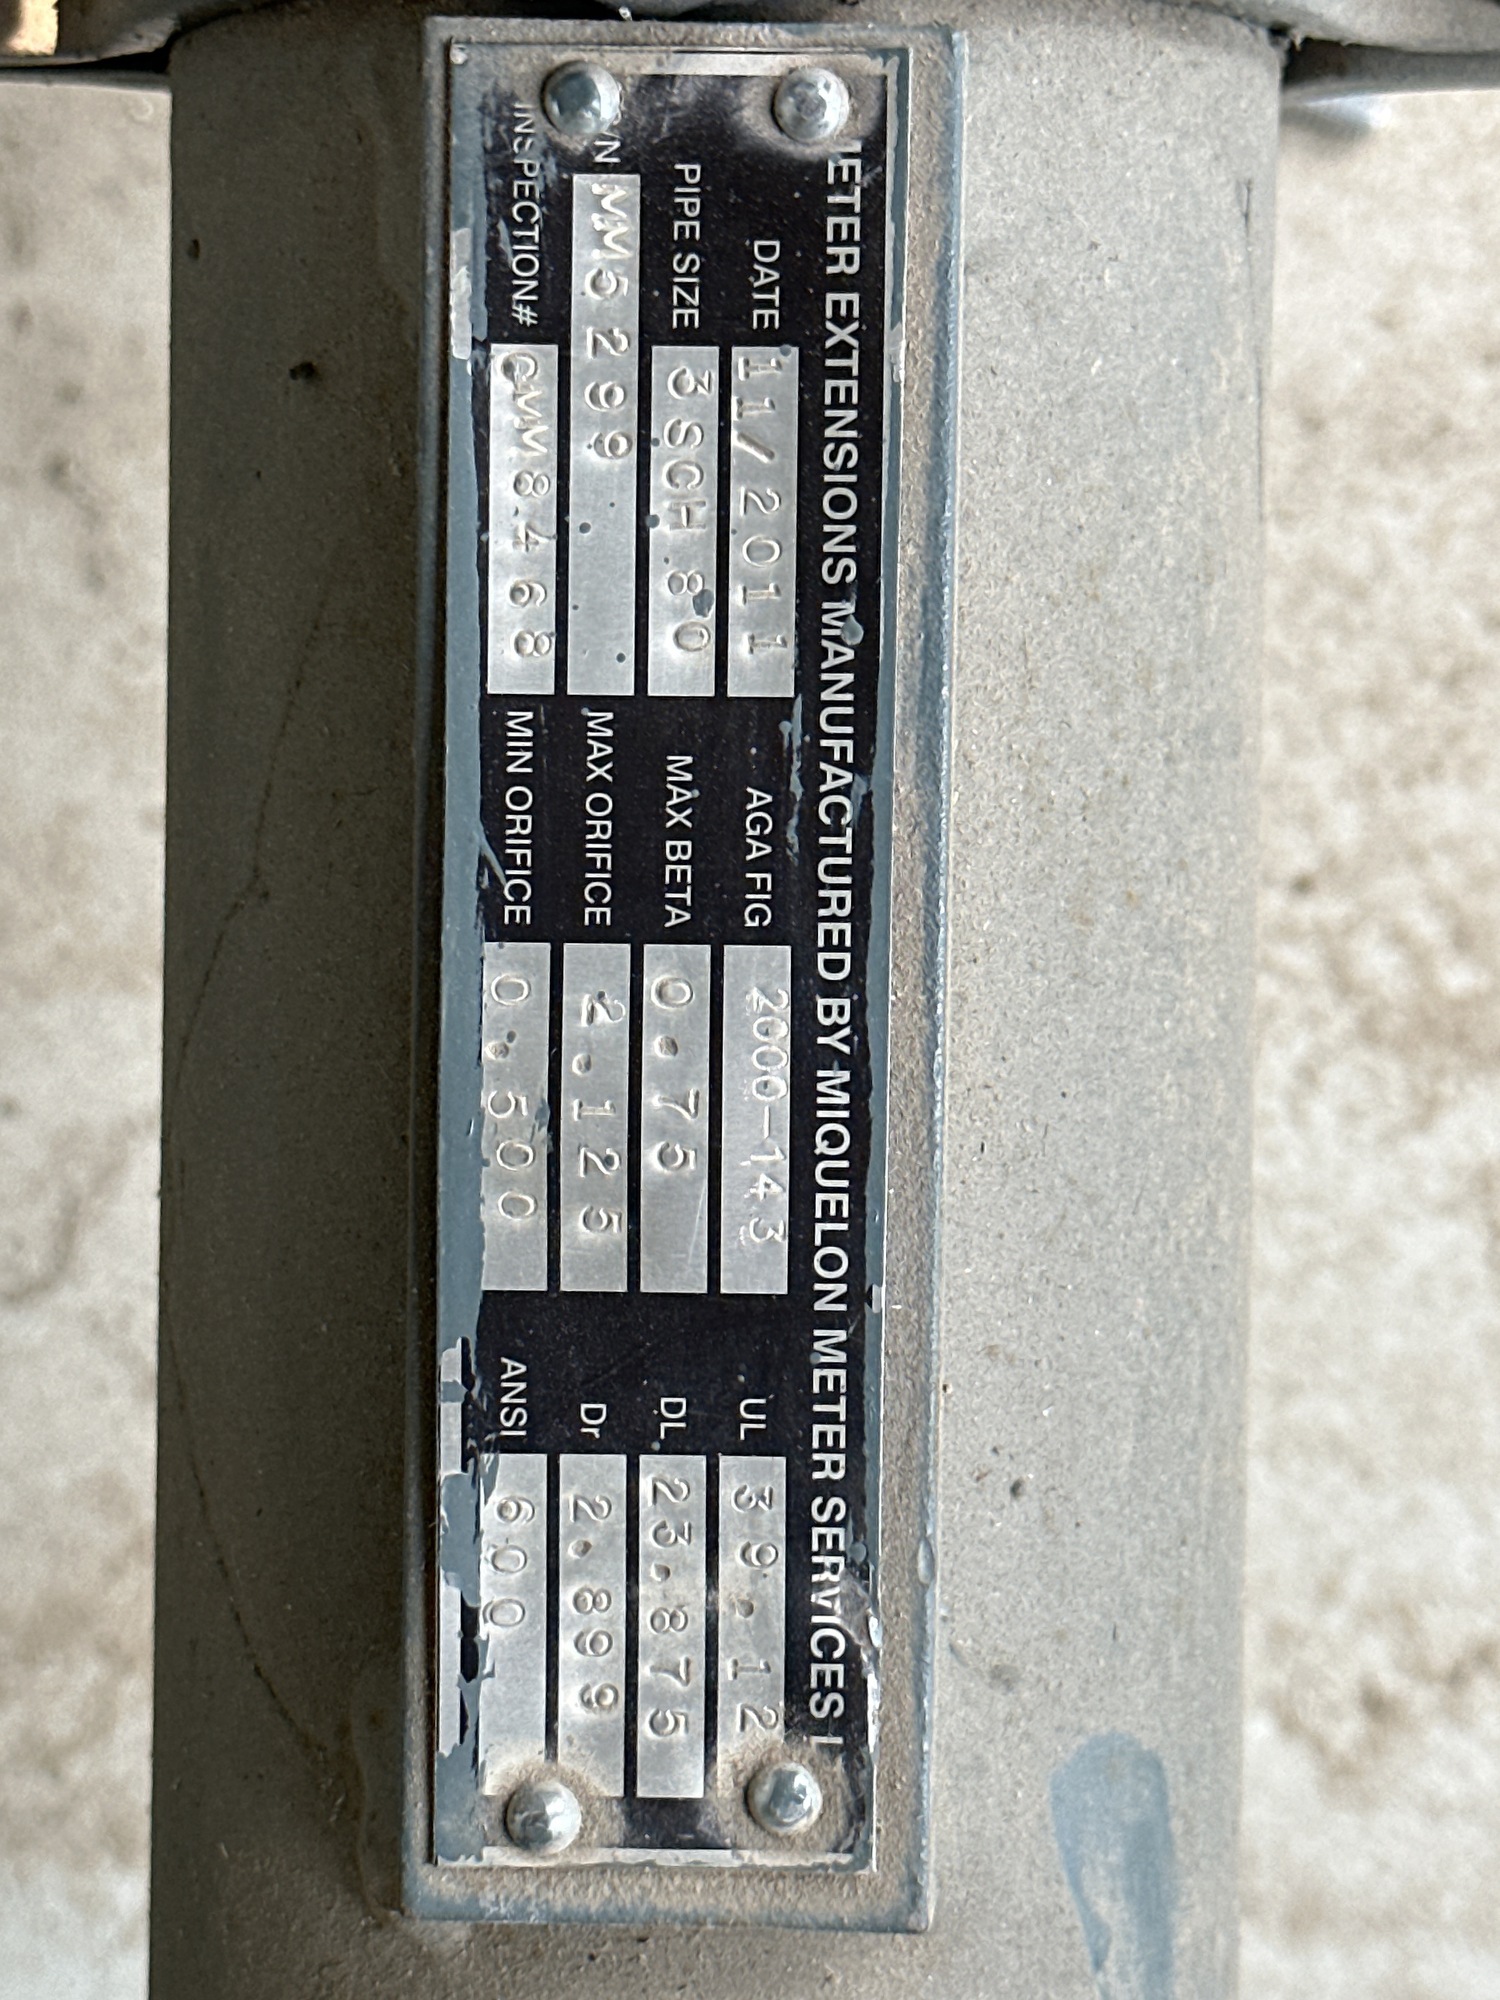 METER EXTENSIONS MANUFACTURED BY MIQUELON METER SERVICES
DATE 11/2011 AGA FIG 2000-143 UL 39.12
PIPE SIZE 3SCH 80 MAX BETA 0.75 DL 23.875
/N MM5299 MAX ORIFICE 2.125 Dr 2.899
INSPECTION# CMM8468 MIN ORIFICE 0.500 ANSI 600